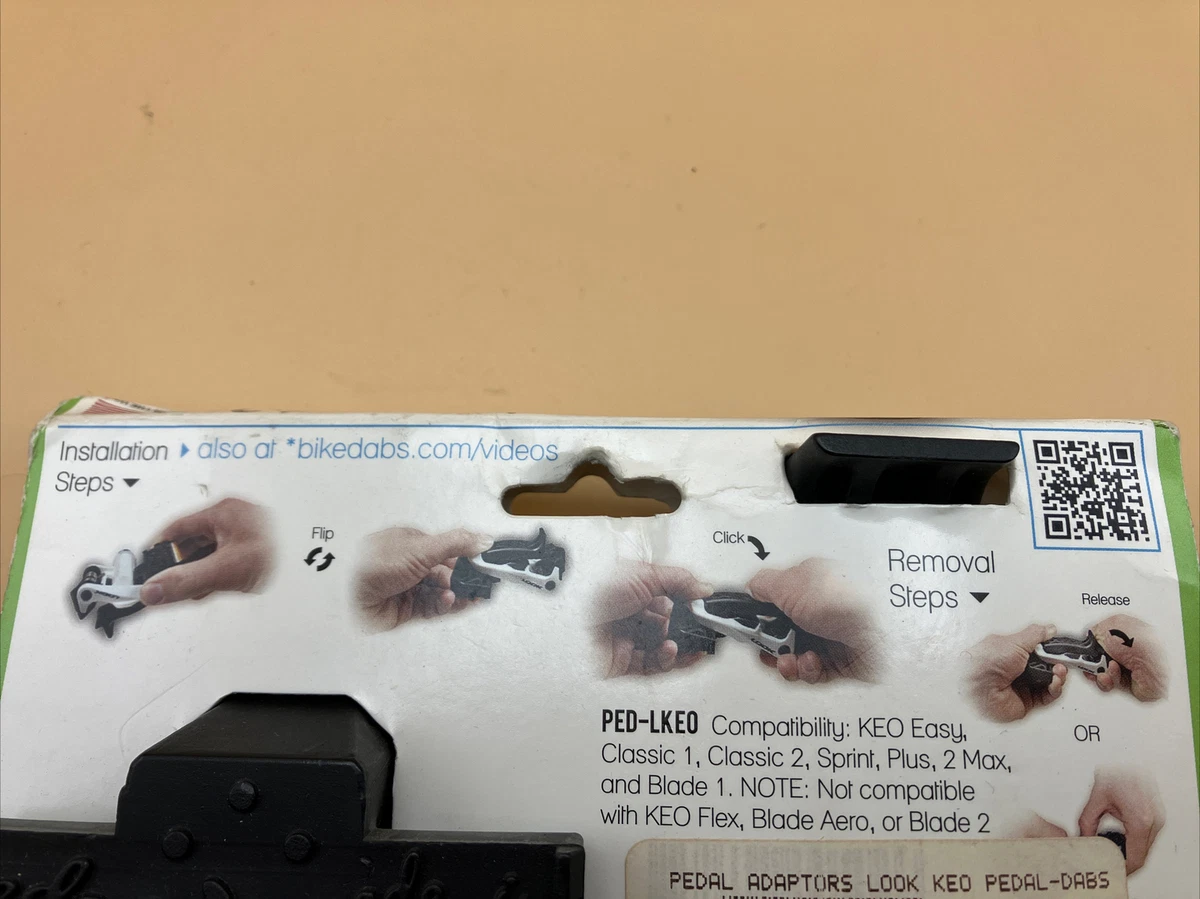 Installation ▸ also at *bikedabs.com/videos
Steps ▾
Flip
Click
Removal
Steps ▾
Release
OR
PED-LKEO Compatibility: KEO Easy,
Classic 1, Classic 2, Sprint, Plus, 2 Max,
and Blade 1. NOTE: Not compatible
with KEO Flex, Blade Aero, or Blade 2
PEDAL ADAPTORS LOOK KEO PEDAL-DABS